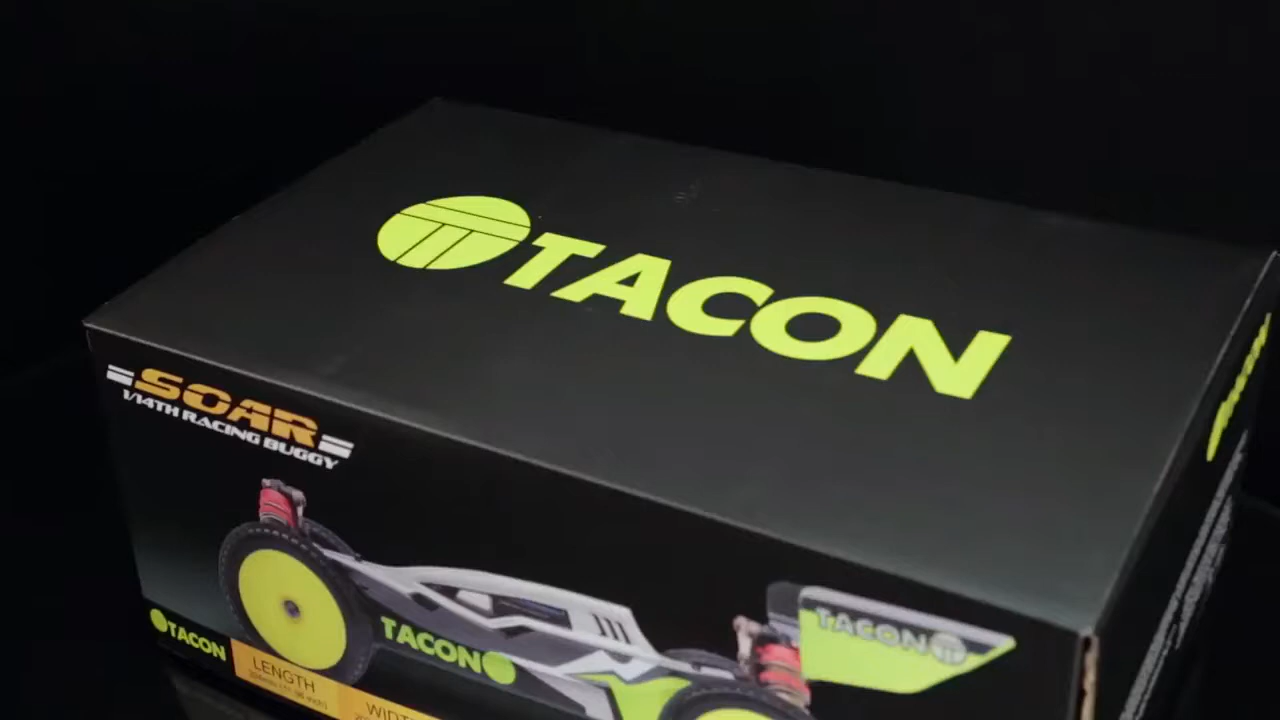 TACON
SOAR
1/14TH RACING BUGGY
TACON
TACON
TACON
LENGTH